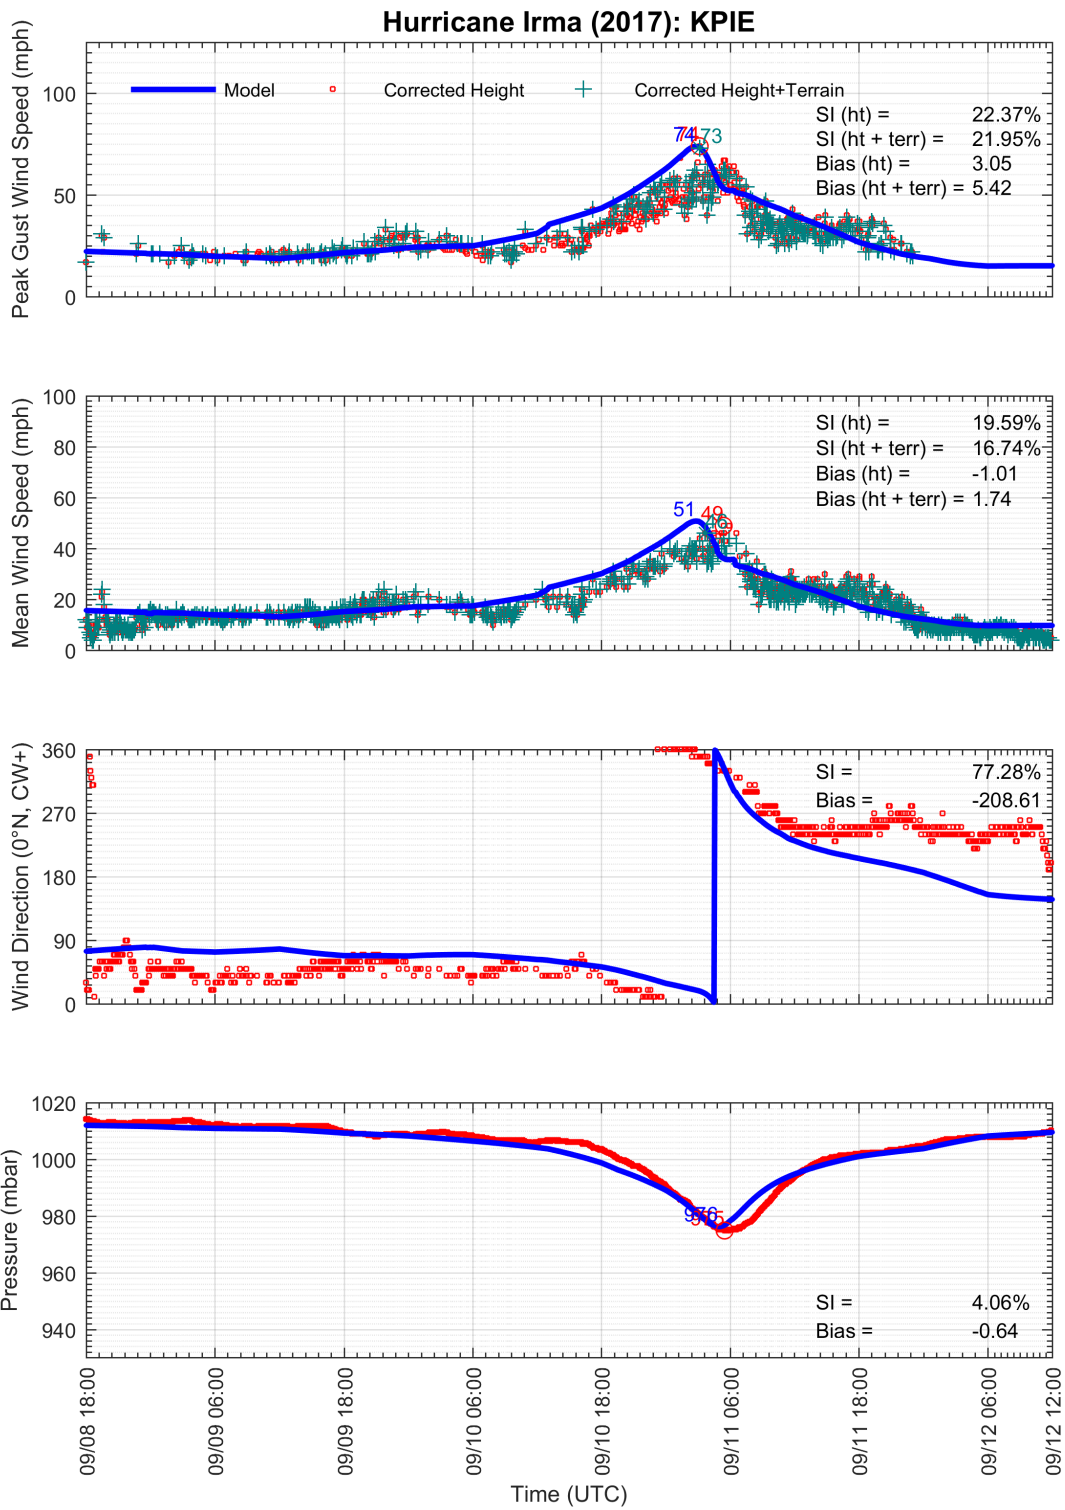 Hurricane Irma (2017): KPIE
Peak Gust Wind Speed (mph)
100
50
0
Model
Corrected Height
Corrected Height+Terrain
SI (ht) = 22.37%
SI (ht + terr) = 21.95%
Bias (ht) = 3.05
Bias (ht + terr) = 5.42
74
73
Mean Wind Speed (mph)
100
80
60
40
20
0
SI (ht) = 19.59%
SI (ht + terr) = 16.74%
Bias (ht) = -1.01
Bias (ht + terr) = 1.74
51
49
Wind Direction (0°N, CW+)
360
270
180
90
0
SI = 77.28%
Bias = -208.61
Pressure (mbar)
1020
1000
980
960
940
976
SI = 4.06%
Bias = -0.64
09/08 18:00
09/09 06:00
09/09 18:00
09/10 06:00
09/10 18:00
09/11 06:00
09/11 18:00
09/12 06:00
09/12 12:00
Time (UTC)